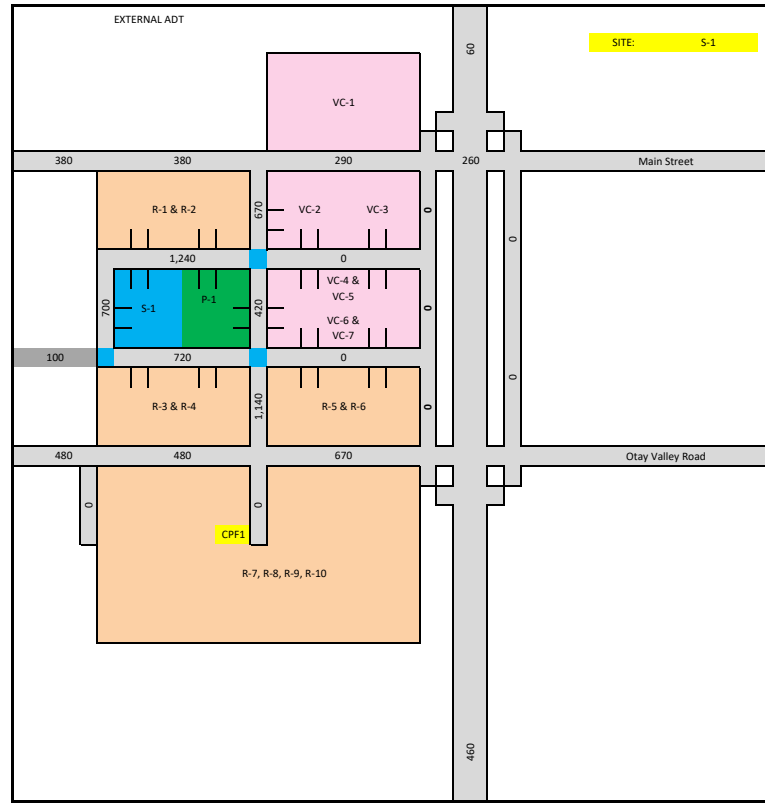 EXTERNAL ADT
60
SITE: S-1
VC-1
380 380 290 260 Main Street
R-1 & R-2
670
VC-2 VC-3
0
0
1,240 0
700
S-1
P-1
420
VC-4 &
VC-5
VC-6 &
VC-7
0
100 720 0
0
R-3 & R-4
1,140
R-5 & R-6
0
480 480 670 Otay Valley Road
0
0
CPF1
R-7, R-8, R-9, R-10
460